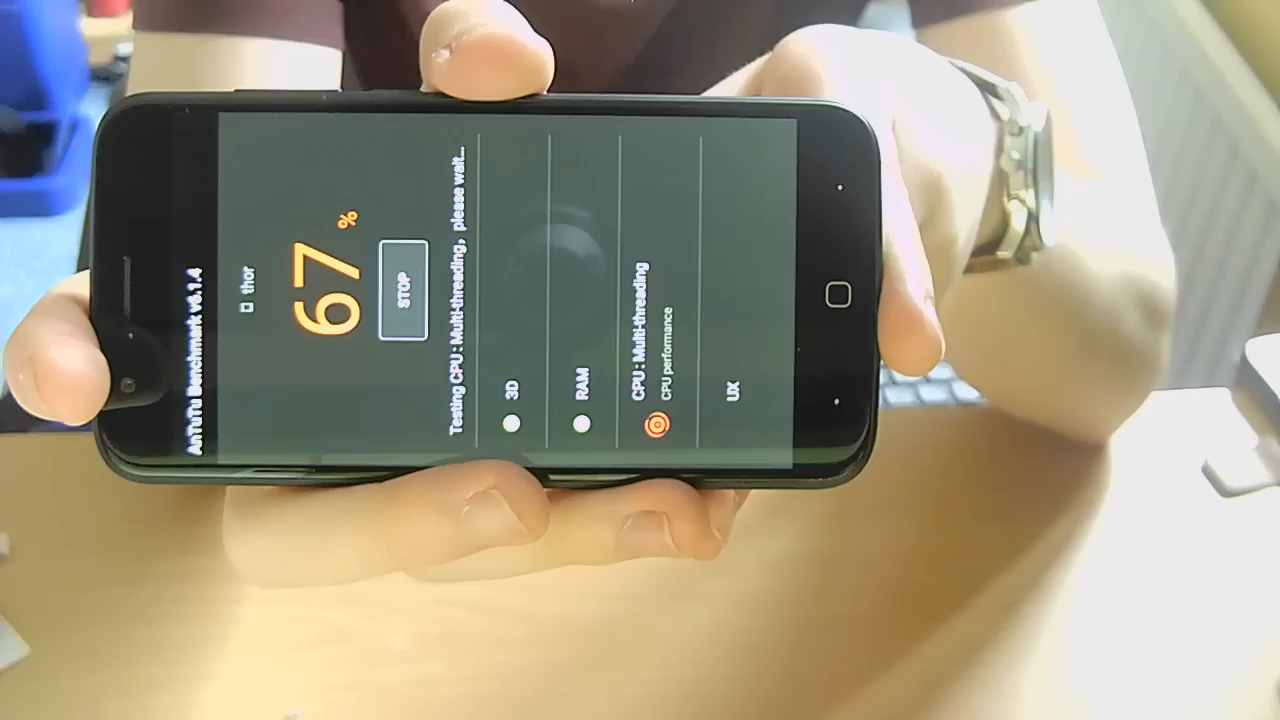 AnTuTu Benchmark v6.1.4
thor
67 %
STOP
Testing CPU : Multi-threading, please wait...
3D
RAM
CPU : Multi-threading
CPU performance
UX